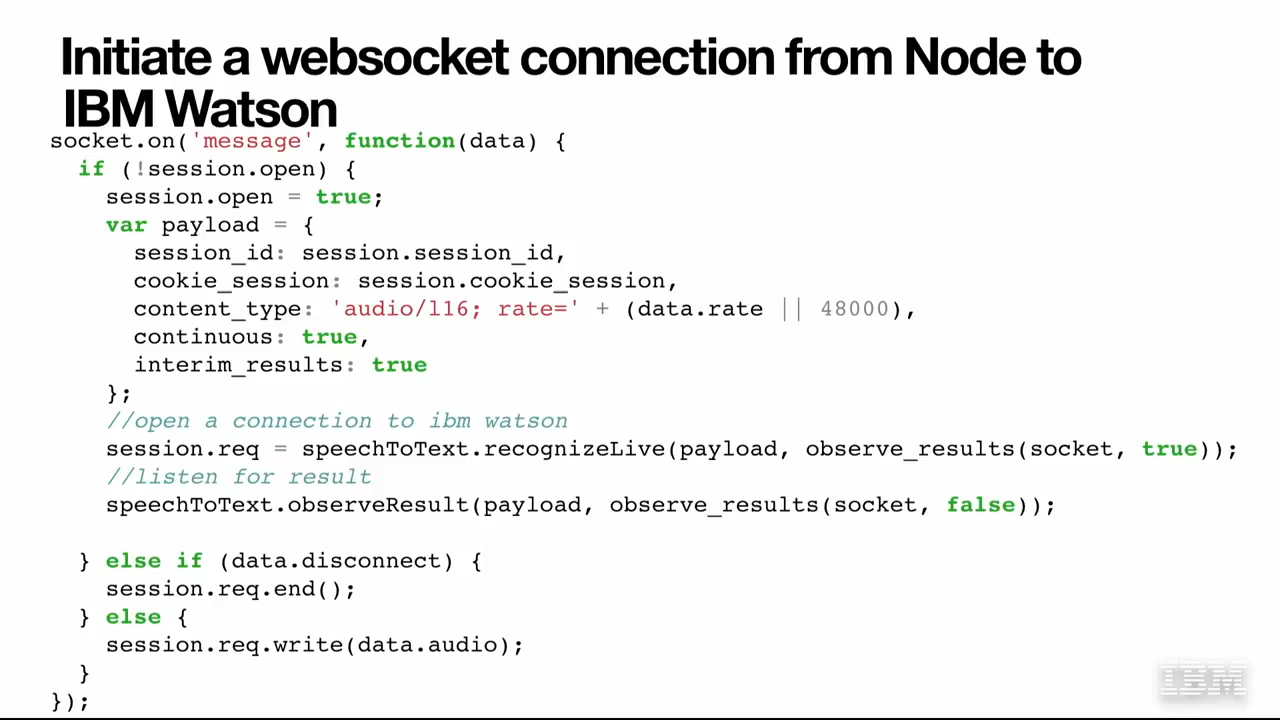 Initiate a websocket connection from Node to
IBM Watson
socket.on('message', function(data) {
  if (!session.open) {
    session.open = true;
    var payload = {
      session_id: session.session_id,
      cookie_session: session.cookie_session,
      content_type: 'audio/l16; rate=' + (data.rate || 48000),
      continuous: true,
      interim_results: true
    };
    //open a connection to ibm watson
    session.req = speechToText.recognizeLive(payload, observe_results(socket, true));
    //listen for result
    speechToText.observeResult(payload, observe_results(socket, false));

  } else if (data.disconnect) {
    session.req.end();
  } else {
    session.req.write(data.audio);
  }
});
IBM